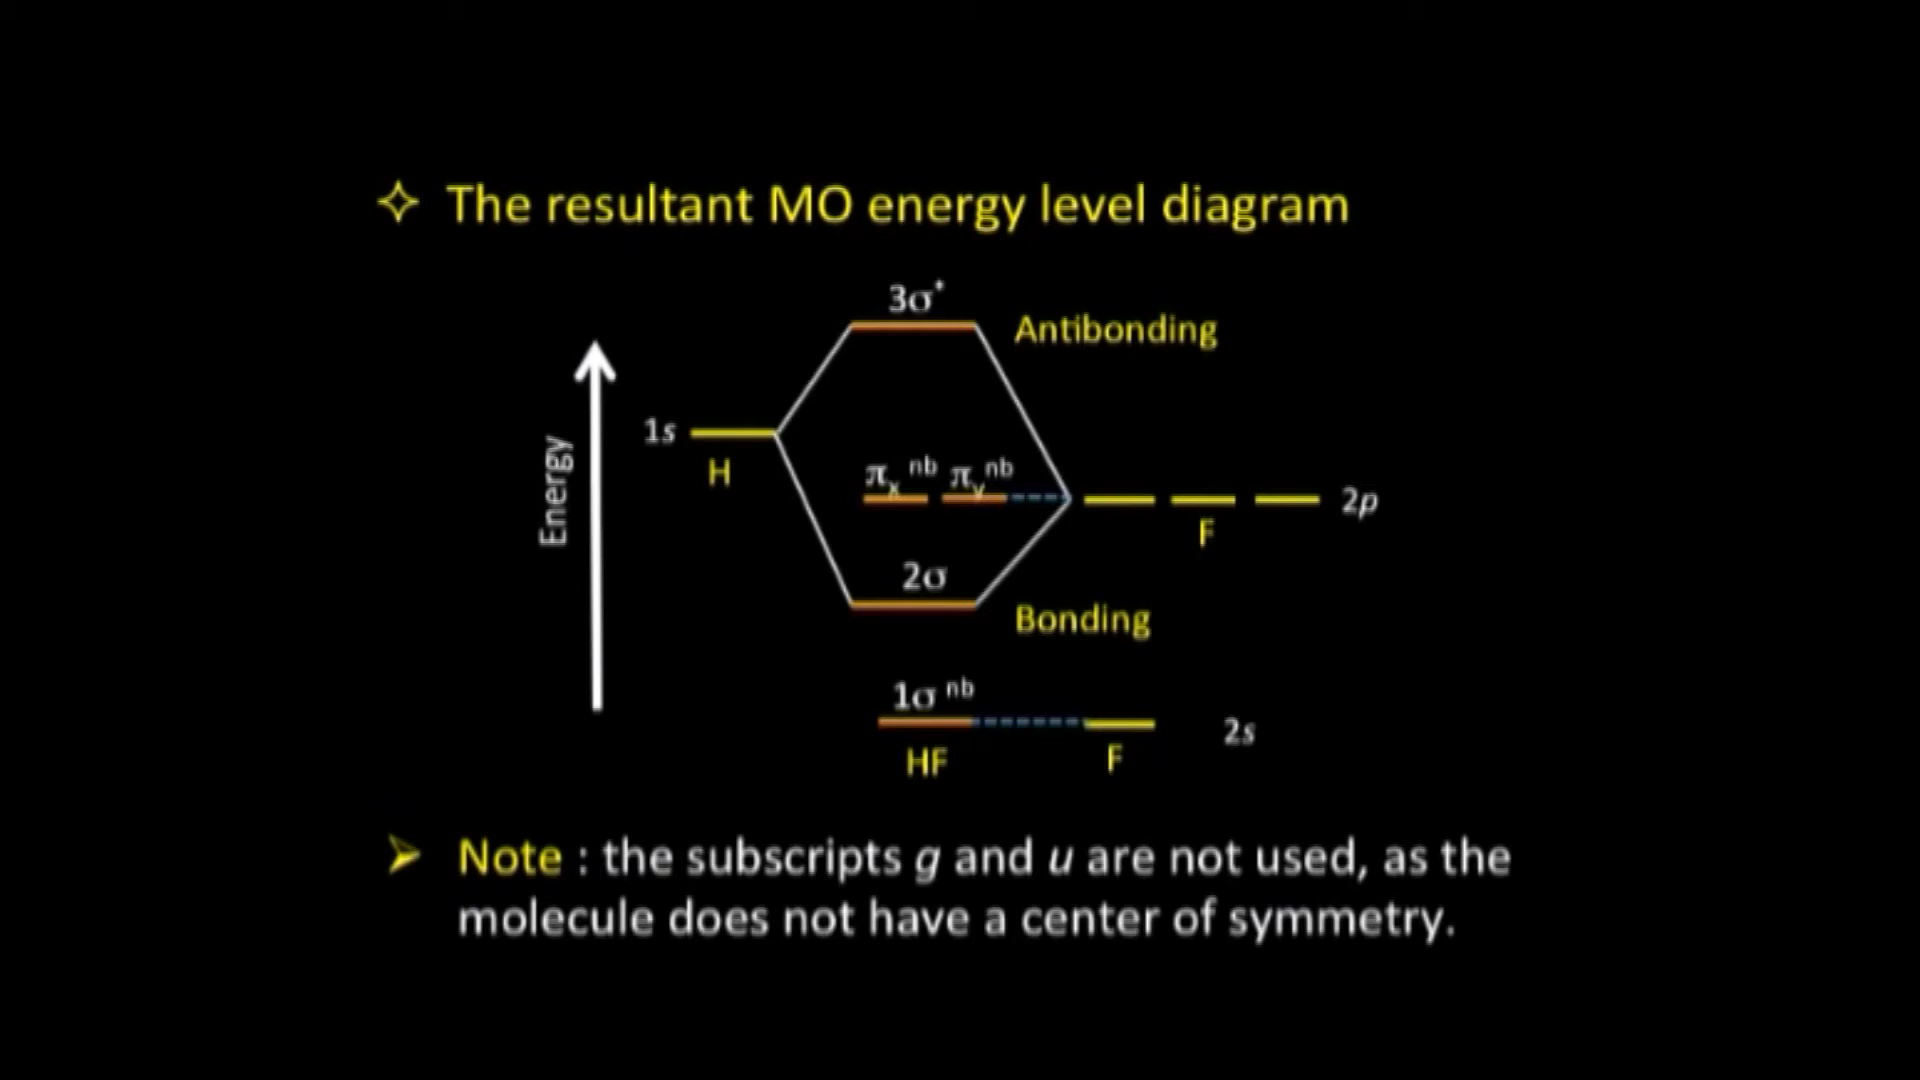 ✧ The resultant MO energy level diagram
3σ*
Antibonding
1s
H
Energy
πx nb πy nb
2p
F
2σ
Bonding
1σ nb
2s
HF
F
➤ Note : the subscripts g and u are not used, as the
molecule does not have a center of symmetry.